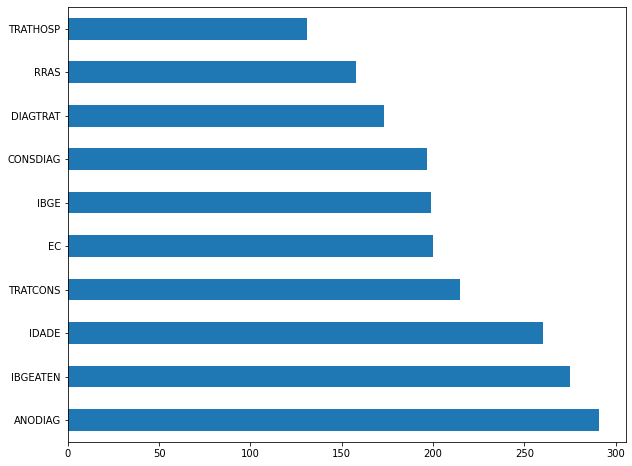 TRATHOSP
RRAS
DIAGTRAT
CONSDIAG
IBGE
EC
TRATCONS
IDADE
IBGEATEN
ANODIAG
0 50 100 150 200 250 300